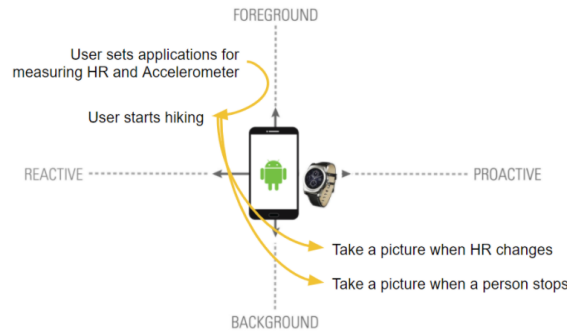 FOREGROUND
User sets applications for
measuring HR and Accelerometer
User starts hiking
REACTIVE
PROACTIVE
Take a picture when HR changes
Take a picture when a person stops
BACKGROUND